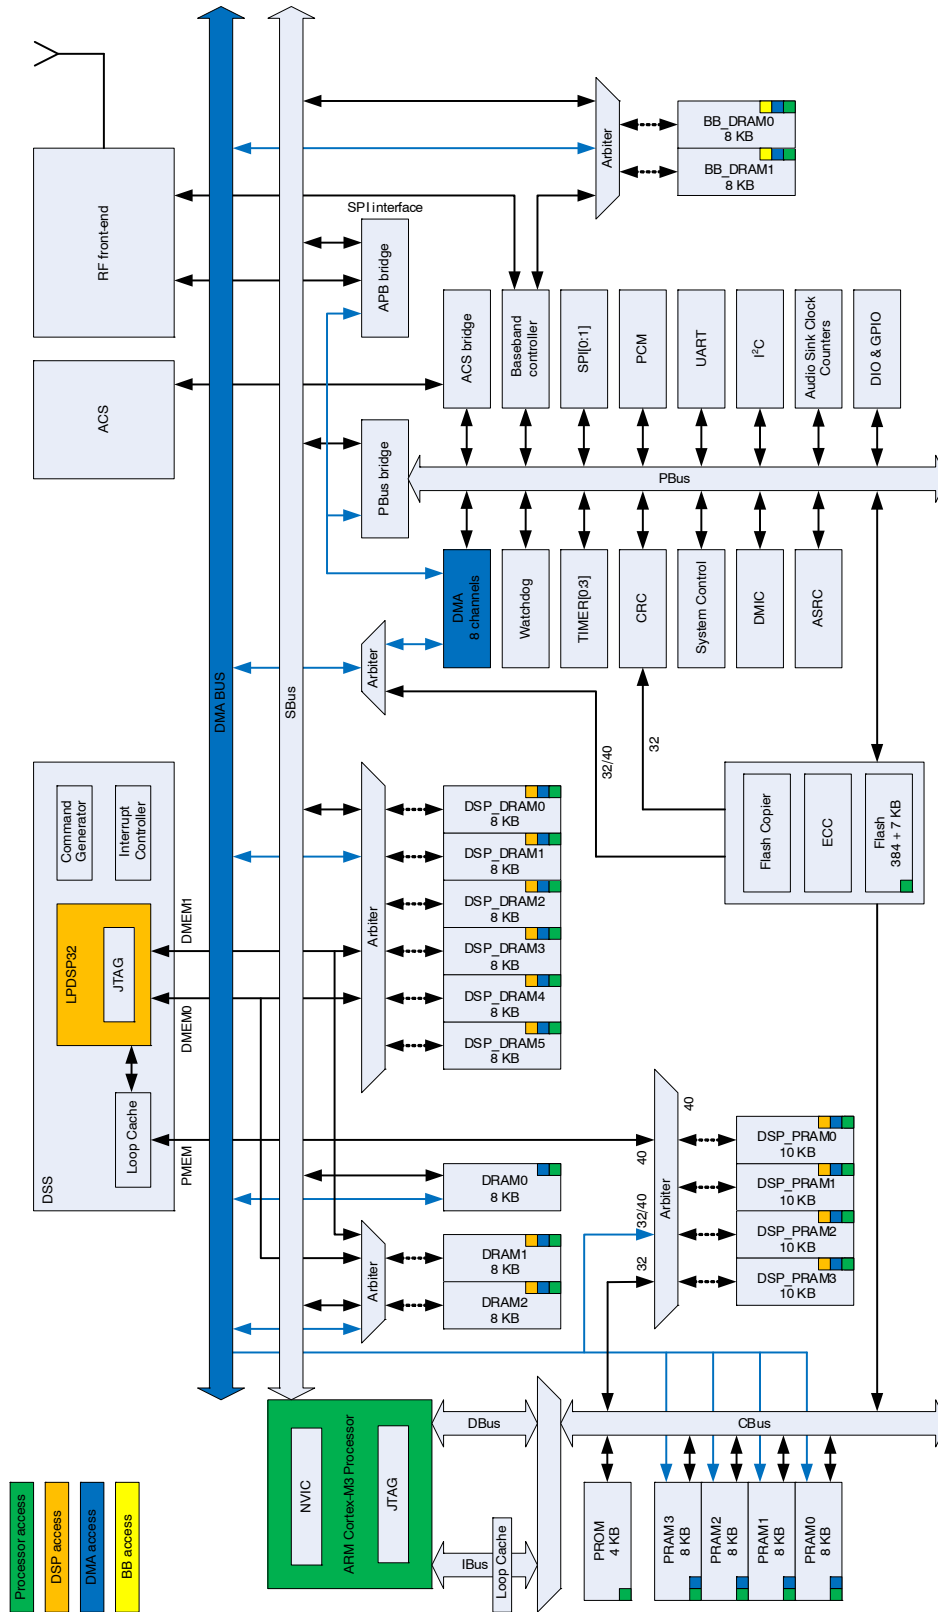 RF front-end
ACS
SPI interface
APB bridge
PBus bridge
Arbiter
BB_DRAM0
8 KB
BB_DRAM1
8 KB
ACS bridge
Baseband
controller
SPI[0:1]
PCM
UART
I²C
Audio Sink Clock
Counters
DIO & GPIO
PBus
DMA
8 channels
Watchdog
TIMER[0:3]
CRC
System Control
DMIC
ASRC
DMA BUS
SBus
Arbiter
32/40
32
Flash Copier
ECC
Flash
384 + 7 KB
DSS
Command
Generator
Interrupt
Controller
LPDSP32
JTAG
Loop Cache
DMEM1
DMEM0
PMEM
Arbiter
DSP_DRAM0
8 KB
DSP_DRAM1
8 KB
DSP_DRAM2
8 KB
DSP_DRAM3
8 KB
DSP_DRAM4
8 KB
DSP_DRAM5
8 KB
DRAM0
8 KB
Arbiter
DRAM1
8 KB
DRAM2
8 KB
40
40
32/40
32
Arbiter
DSP_PRAM0
10 KB
DSP_PRAM1
10 KB
DSP_PRAM2
10 KB
DSP_PRAM3
10 KB
NVIC
ARM Cortex-M3 Processor
JTAG
DBus
IBus
Loop Cache
CBus
PROM
4 KB
PRAM3
8 KB
PRAM2
8 KB
PRAM1
8 KB
PRAM0
8 KB
Processor access
DSP access
DMA access
BB access